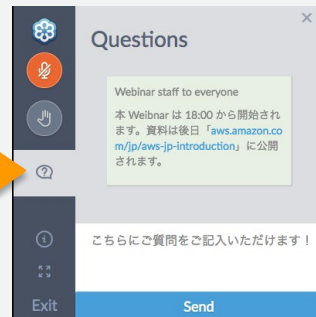 Questions
Webinar staff to everyone
本 Weibnar は 18:00 から開始され
ます。資料は後日「aws.amazon.co
m/jp/aws-jp-introduction」に公開
されます。
こちらにご質問をご記入いただけます！
Exit
Send